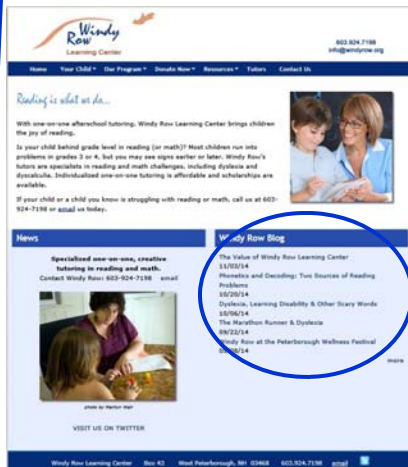 Windy
Row
Learning Center
603.924.7198
info@windyrow.org
Home Your Child Our Program Donate Now Resources Tutors Contact Us
Reading is what we do...
With one-on-one afterschool tutoring, Windy Row Learning Center brings children
the joy of reading.
Is your child behind grade level in reading (or math)? Most children run into
problems in grades 3 or 4, but you may see signs earlier or later. Windy Row's
tutors are specialists in reading and math challenges, including dyslexia and
dyscalculia. Individualized one-on-one tutoring is affordable and scholarships are
available.
If your child or a child you know is struggling with reading or math, call us at 603-
924-7198 or email us today.
News
Specialized one-on-one, creative
tutoring in reading and math.
Contact Windy Row: 603-924-7198 email
photo by Marilyn Weir
VISIT US ON TWITTER
Windy Row Blog
The Value of Windy Row Learning Center
11/03/14
Phonetics and Decoding: Two Sources of Reading
Problems
10/20/14
Dyslexia, Learning Disability & Other Scary Words
10/06/14
The Marathon Runner & Dyslexia
09/22/14
Windy Row at the Peterborough Wellness Festival
09/08/14
more
Windy Row Learning Center Box 43 West Peterborough, NH 03468 603.924.7198 email